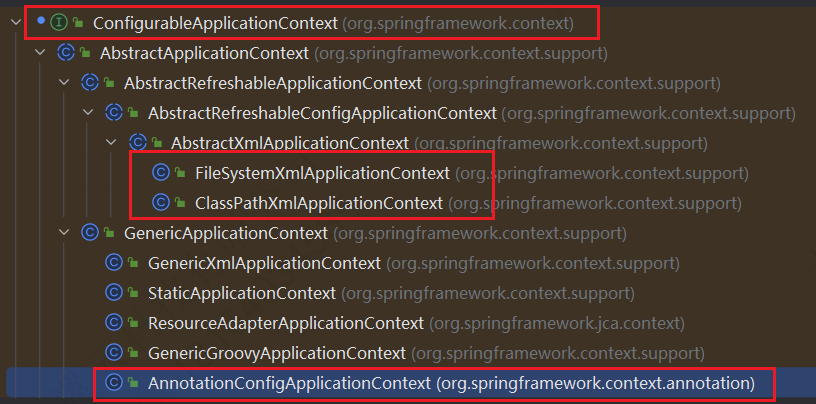 ConfigurableApplicationContext (org.springframework.context)
AbstractApplicationContext (org.springframework.context.support)
AbstractRefreshableApplicationContext (org.springframework.context.support)
AbstractRefreshableConfigApplicationContext (org.springframework.context.support)
AbstractXmlApplicationContext (org.springframework.context.support)
FileSystemXmlApplicationContext (org.springframework.context.support)
ClassPathXmlApplicationContext (org.springframework.context.support)
GenericApplicationContext (org.springframework.context.support)
GenericXmlApplicationContext (org.springframework.context.support)
StaticApplicationContext (org.springframework.context.support)
ResourceAdapterApplicationContext (org.springframework.jca.context)
GenericGroovyApplicationContext (org.springframework.context.support)
AnnotationConfigApplicationContext (org.springframework.context.annotation)